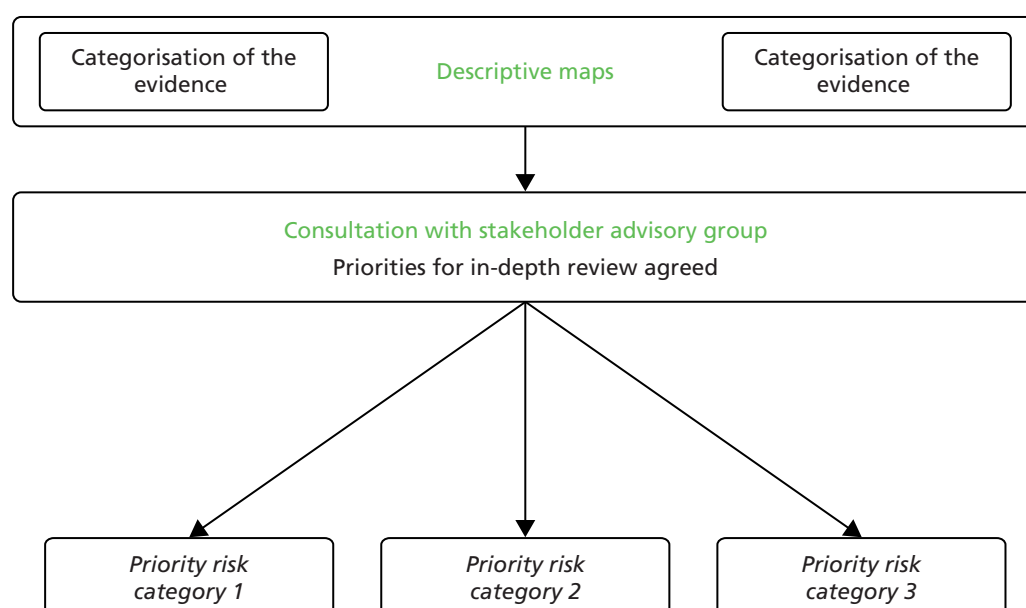 Categorisation of the
evidence
Descriptive maps
Categorisation of the
evidence
Consultation with stakeholder advisory group
Priorities for in-depth review agreed
Priority risk
category 1
Priority risk
category 2
Priority risk
category 3